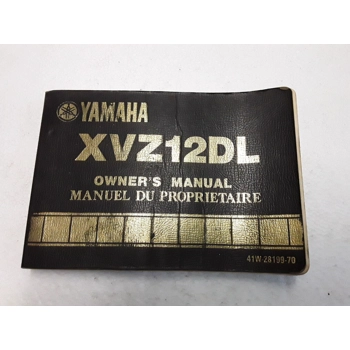 YAMAHA
XVZ12DL
OWNER'S MANUAL
MANUEL DU PROPRIETAIRE
41W-28199-70